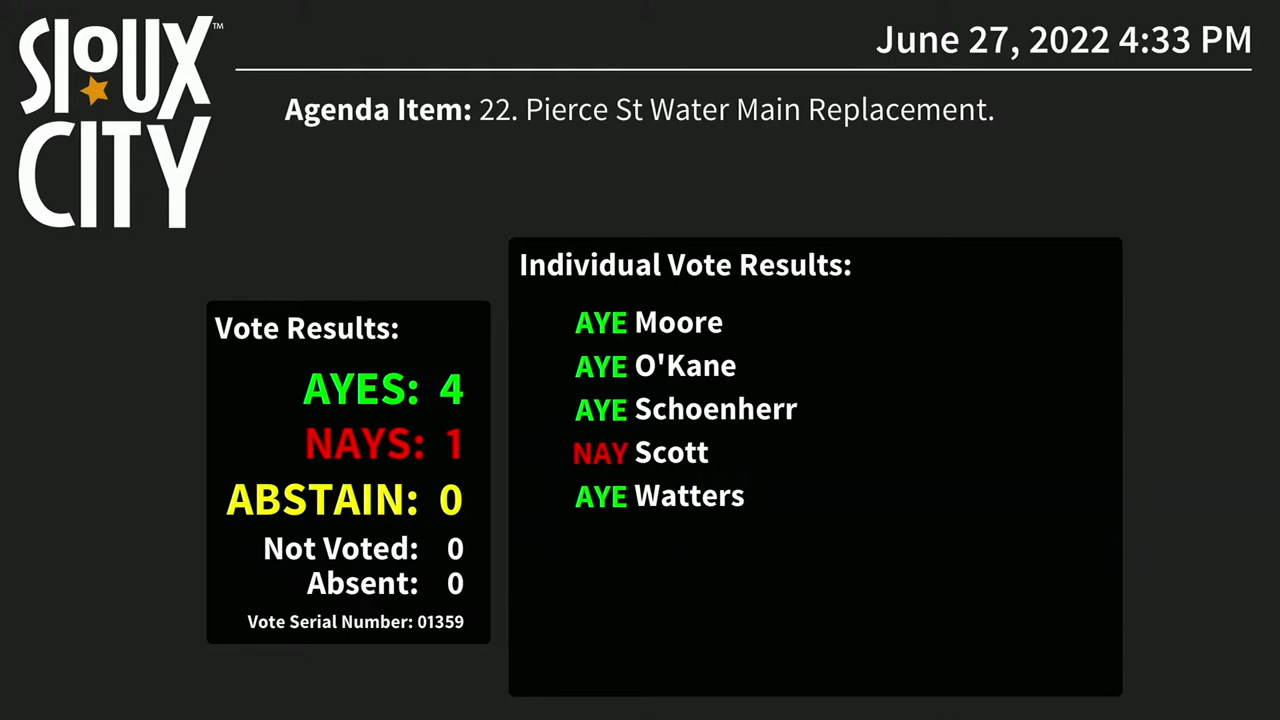 SIOUX™
CITY
June 27, 2022 4:33 PM
Agenda Item: 22. Pierce St Water Main Replacement.
Vote Results:
AYES: 4
NAYS: 1
ABSTAIN: 0
Not Voted: 0
Absent: 0
Vote Serial Number: 01359
Individual Vote Results:
AYE Moore
AYE O'Kane
AYE Schoenherr
NAY Scott
AYE Watters